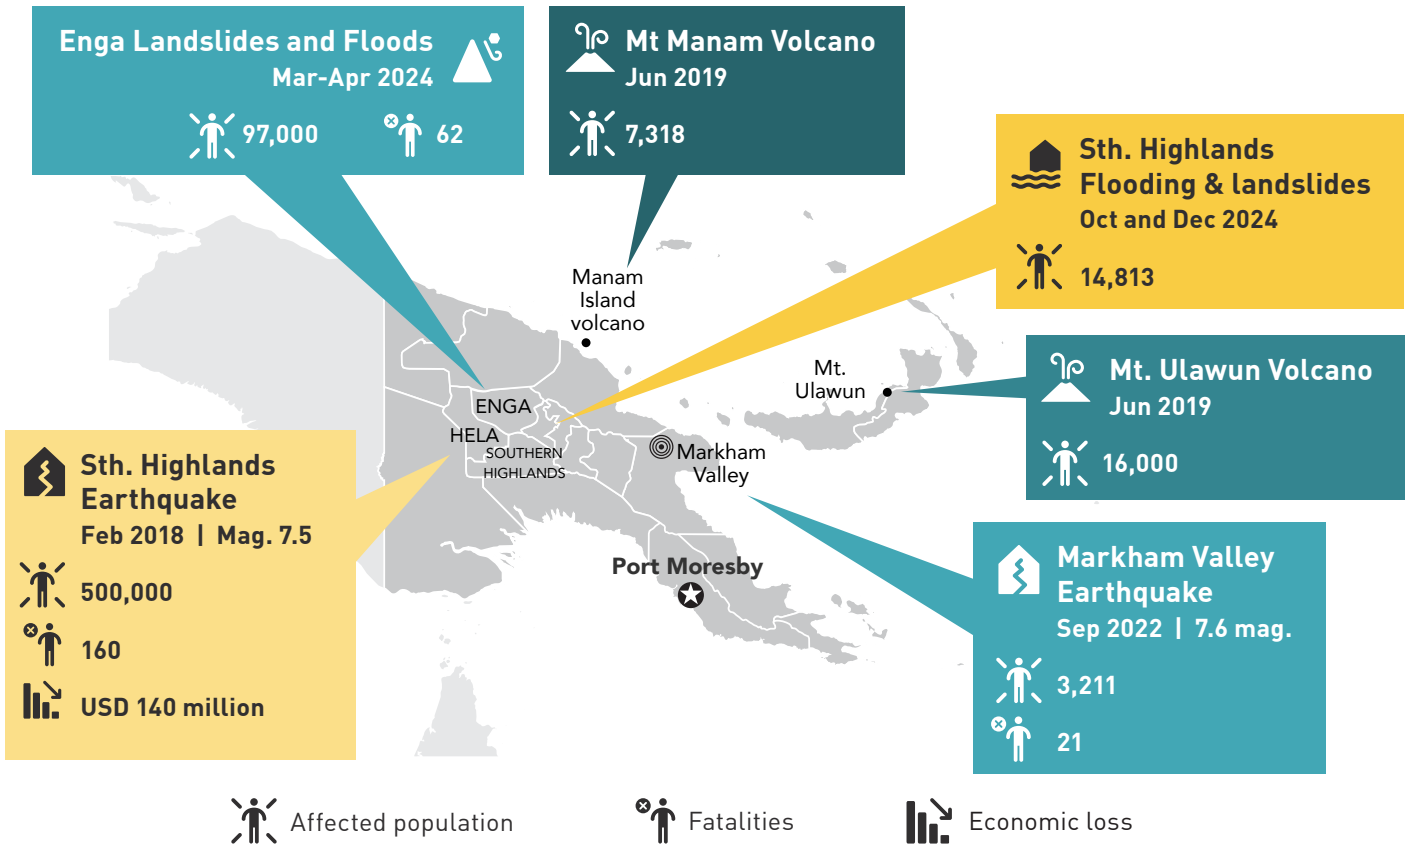 Enga Landslides and Floods
Mar-Apr 2024
97,000
62
Mt Manam Volcano
Jun 2019
7,318
Sth. Highlands
Flooding & landslides
Oct and Dec 2024
14,813
Manam
Island
volcano
Mt.
Ulawun
Mt. Ulawun Volcano
Jun 2019
16,000
ENGA
HELA
SOUTHERN
HIGHLANDS
Markham
Valley
Sth. Highlands
Earthquake
Feb 2018 | Mag. 7.5
500,000
160
USD 140 million
Port Moresby
Markham Valley
Earthquake
Sep 2022 | 7.6 mag.
3,211
21
Affected population
Fatalities
Economic loss